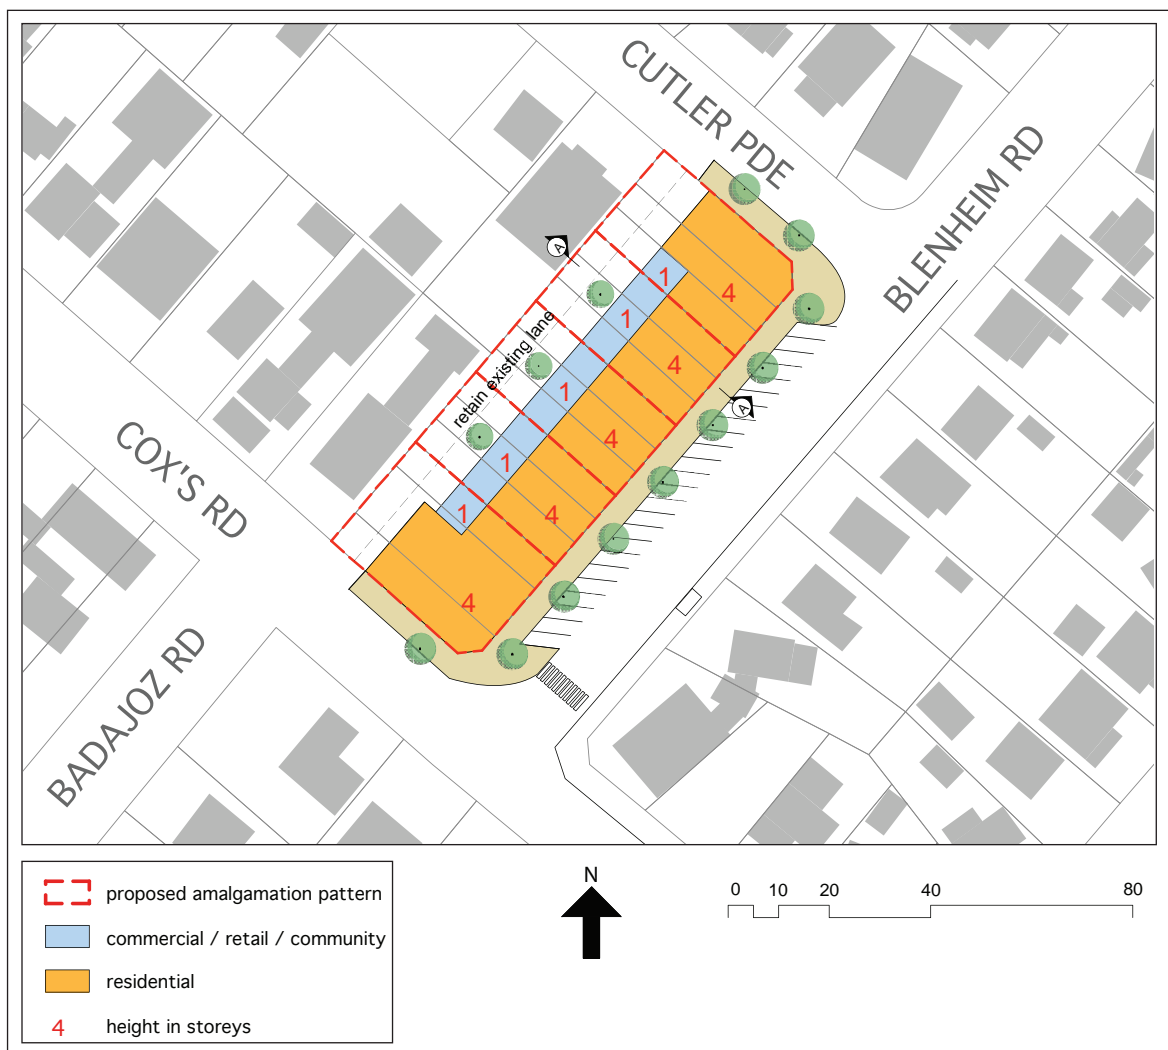 CUTLER PDE
BLENHEIM RD
COX'S RD
BADAJOZ RD
retain existing lane
A
A
1
1
1
1
1
4
4
4
4
4
proposed amalgamation pattern
commercial / retail / community
residential
4 height in storeys
N
0 10 20 40 80